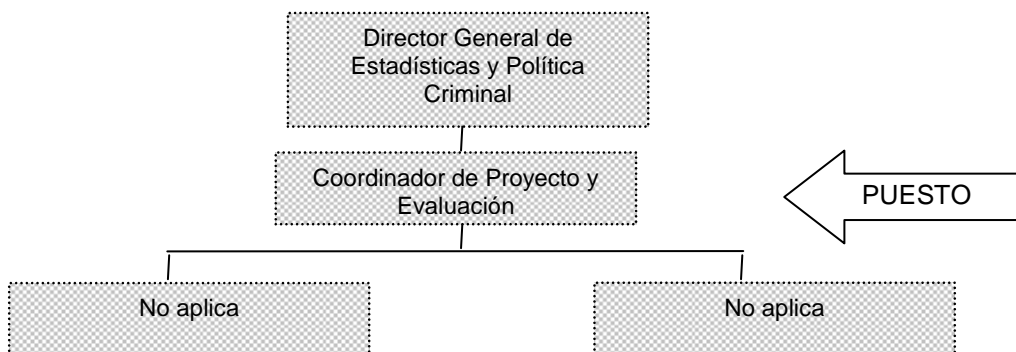 Director General de
Estadísticas y Política
Criminal
Coordinador de Proyecto y
Evaluación
PUESTO
No aplica
No aplica